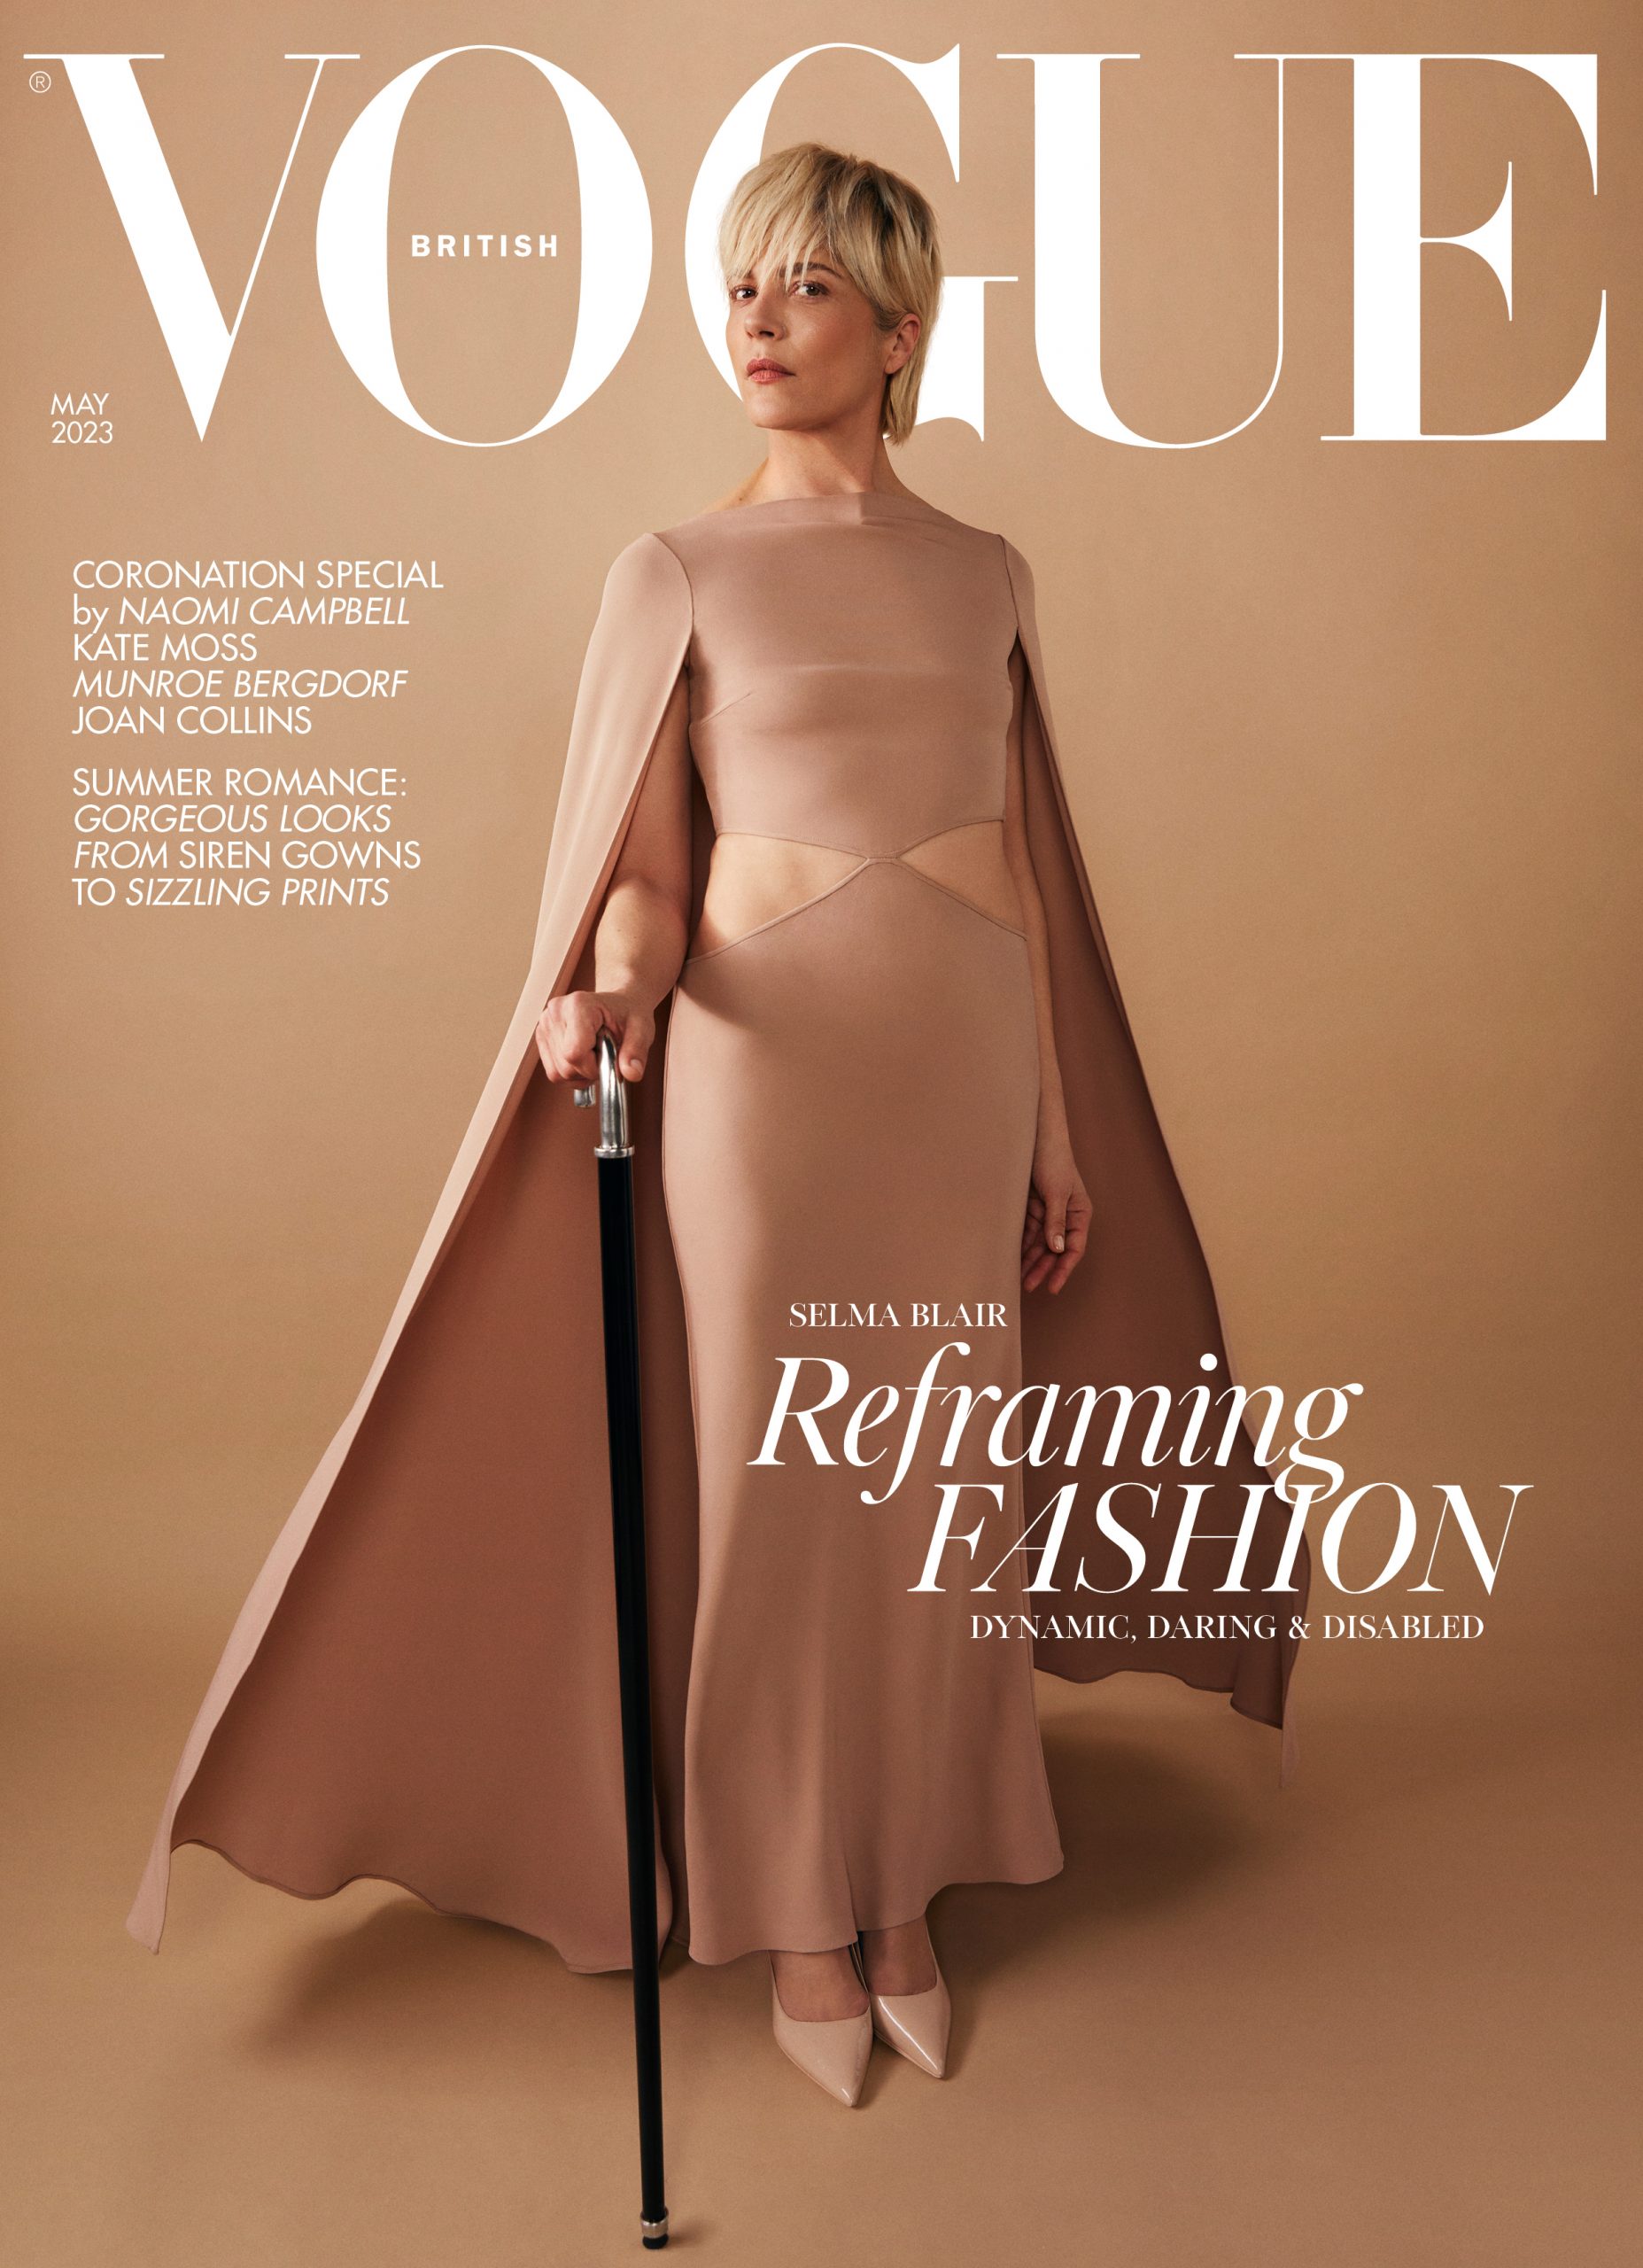 VOGUE
®
BRITISH
MAY
2023
CORONATION SPECIAL
by NAOMI CAMPBELL
KATE MOSS
MUNROE BERGDORF
JOAN COLLINS
SUMMER ROMANCE:
GORGEOUS LOOKS
FROM SIREN GOWNS
TO SIZZLING PRINTS
SELMA BLAIR
Reframing
FASHION
DYNAMIC, DARING & DISABLED